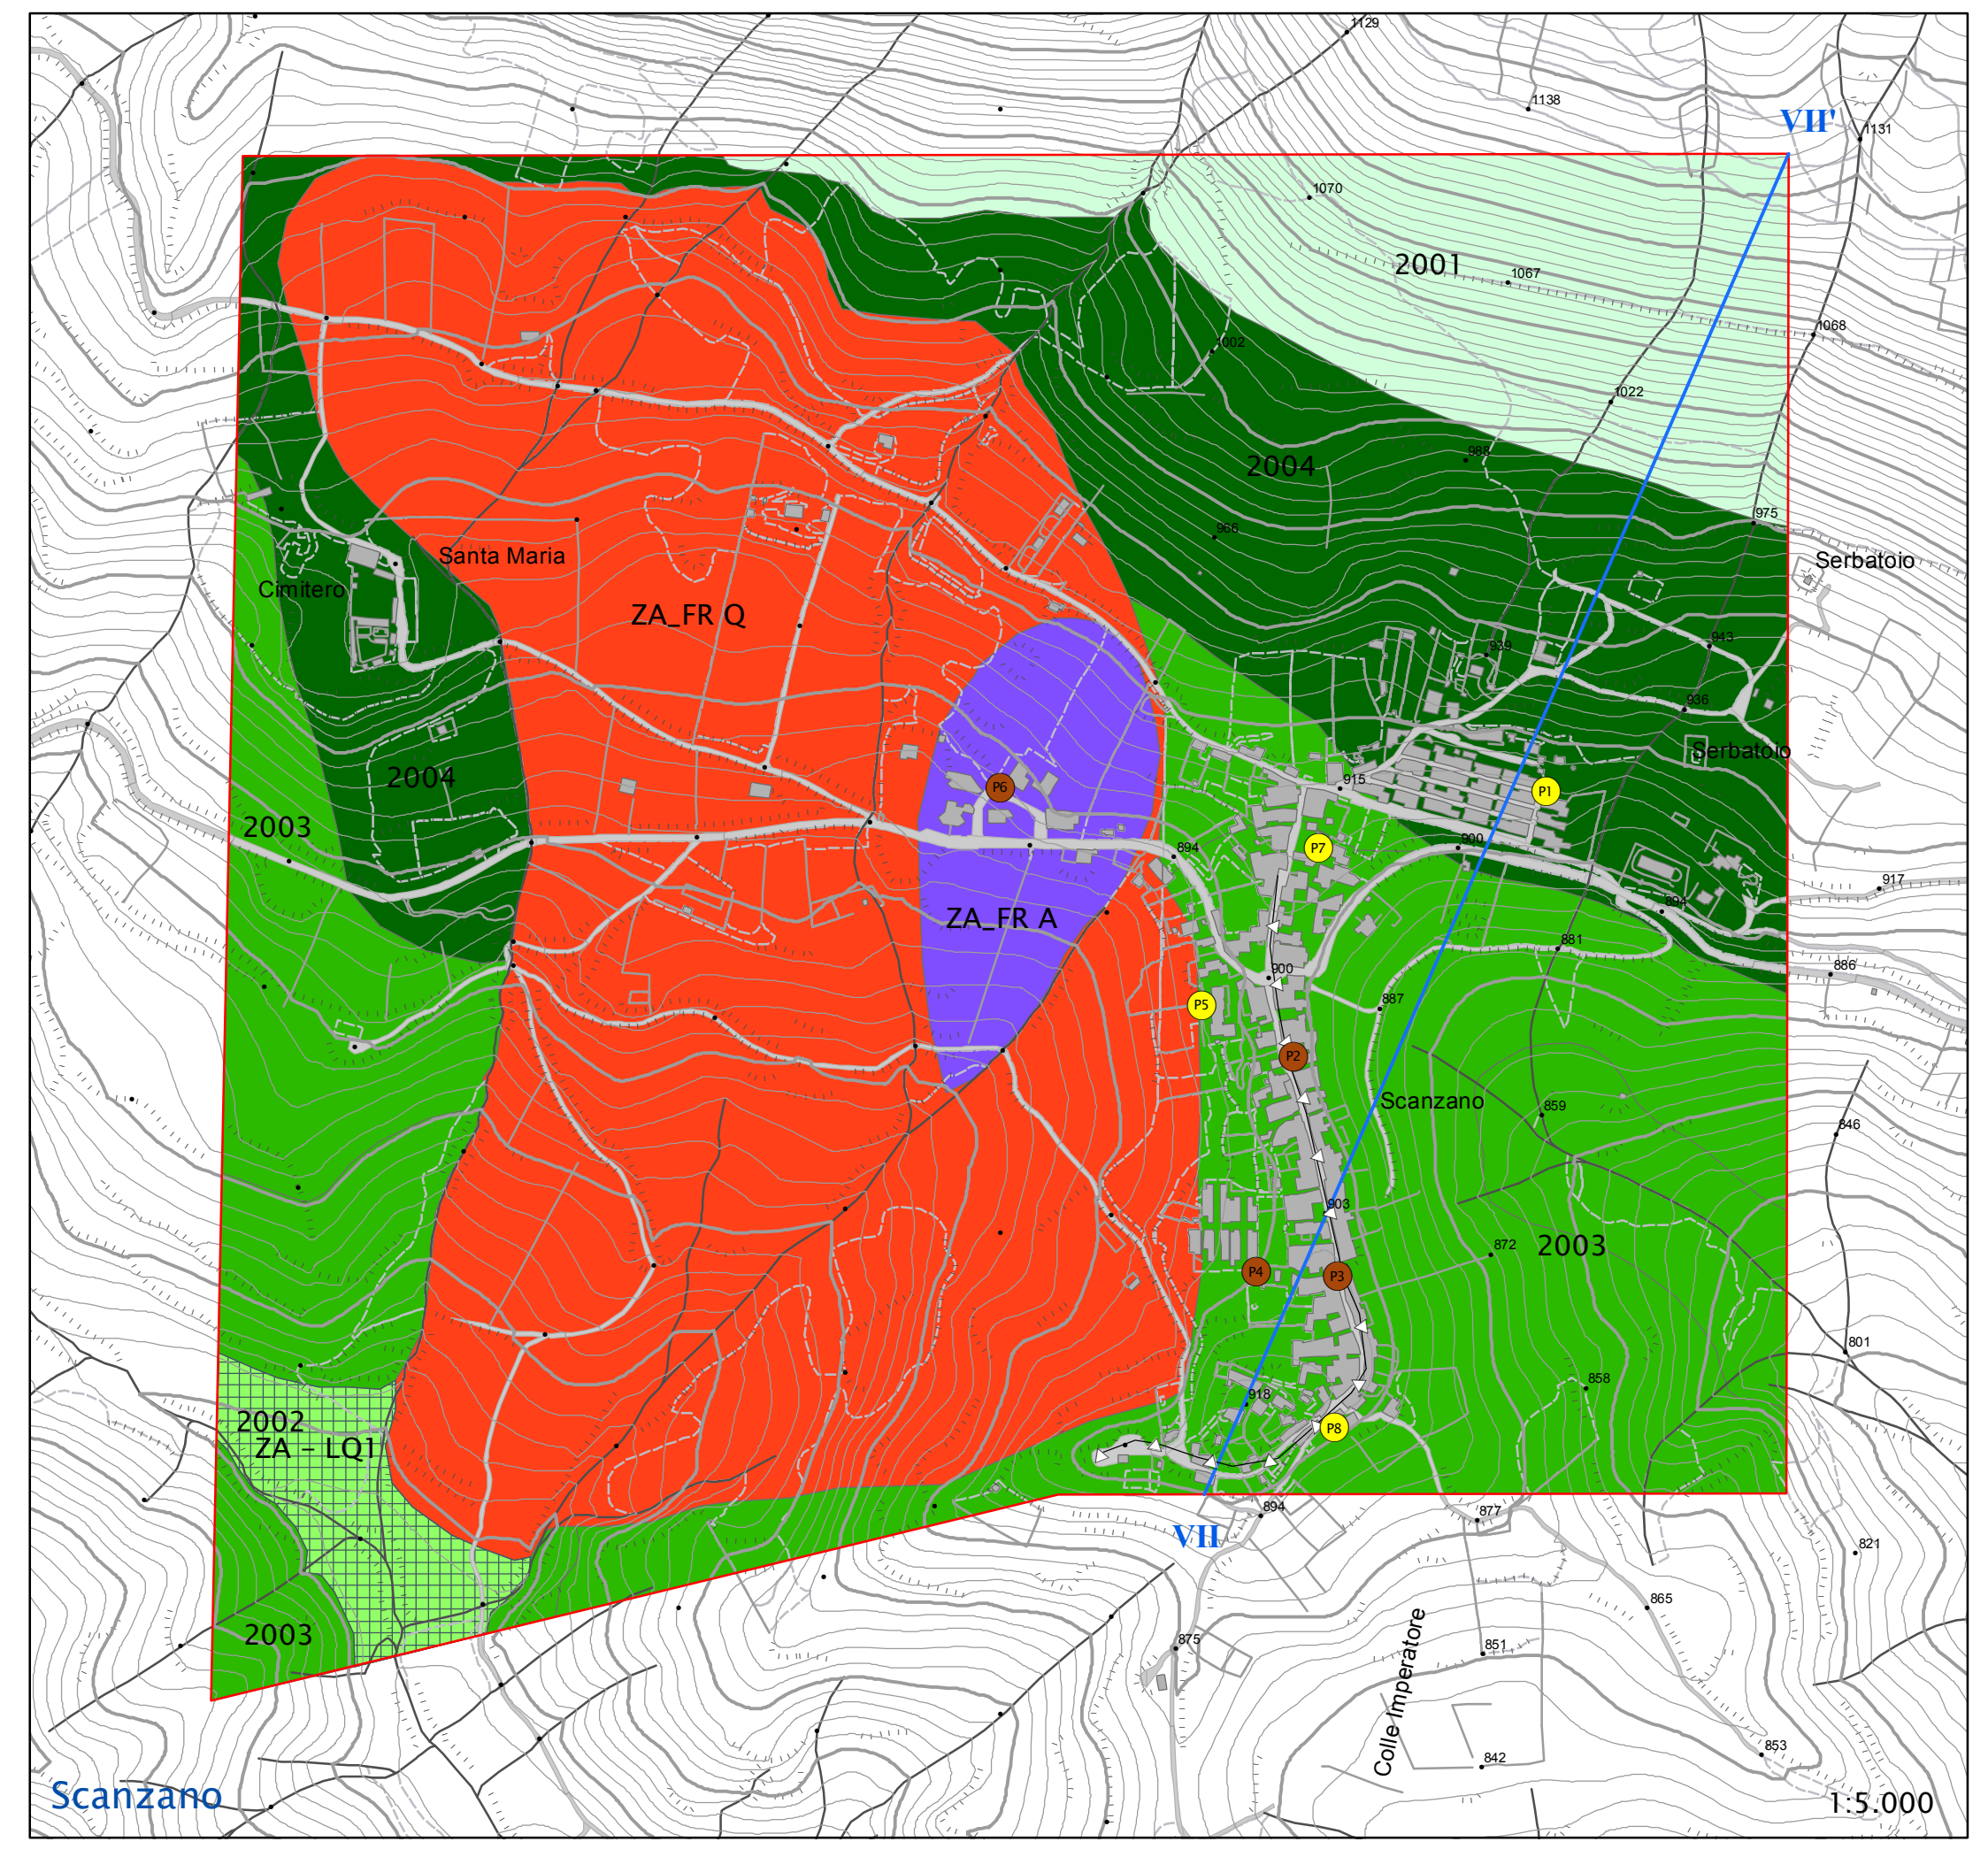 1129
1138
VII'
1131
1070
2001
1067
1068
1002
1022
988
2004
966
975
Santa Maria
Serbatoio
Cimitero
ZA_FR Q
943
939
936
Serbatoio
2004
915
P6
P1
2003
900
P7
894
917
894
ZA_FR A
881
900
886
887
P5
P2
Scanzano
859
846
903
872
2003
P4
P3
801
858
918
2002
ZA - LQ1
P8
894
877
VII
821
865
2003
875
851
Colle Imperatore
853
842
Scanzano
1:5.000